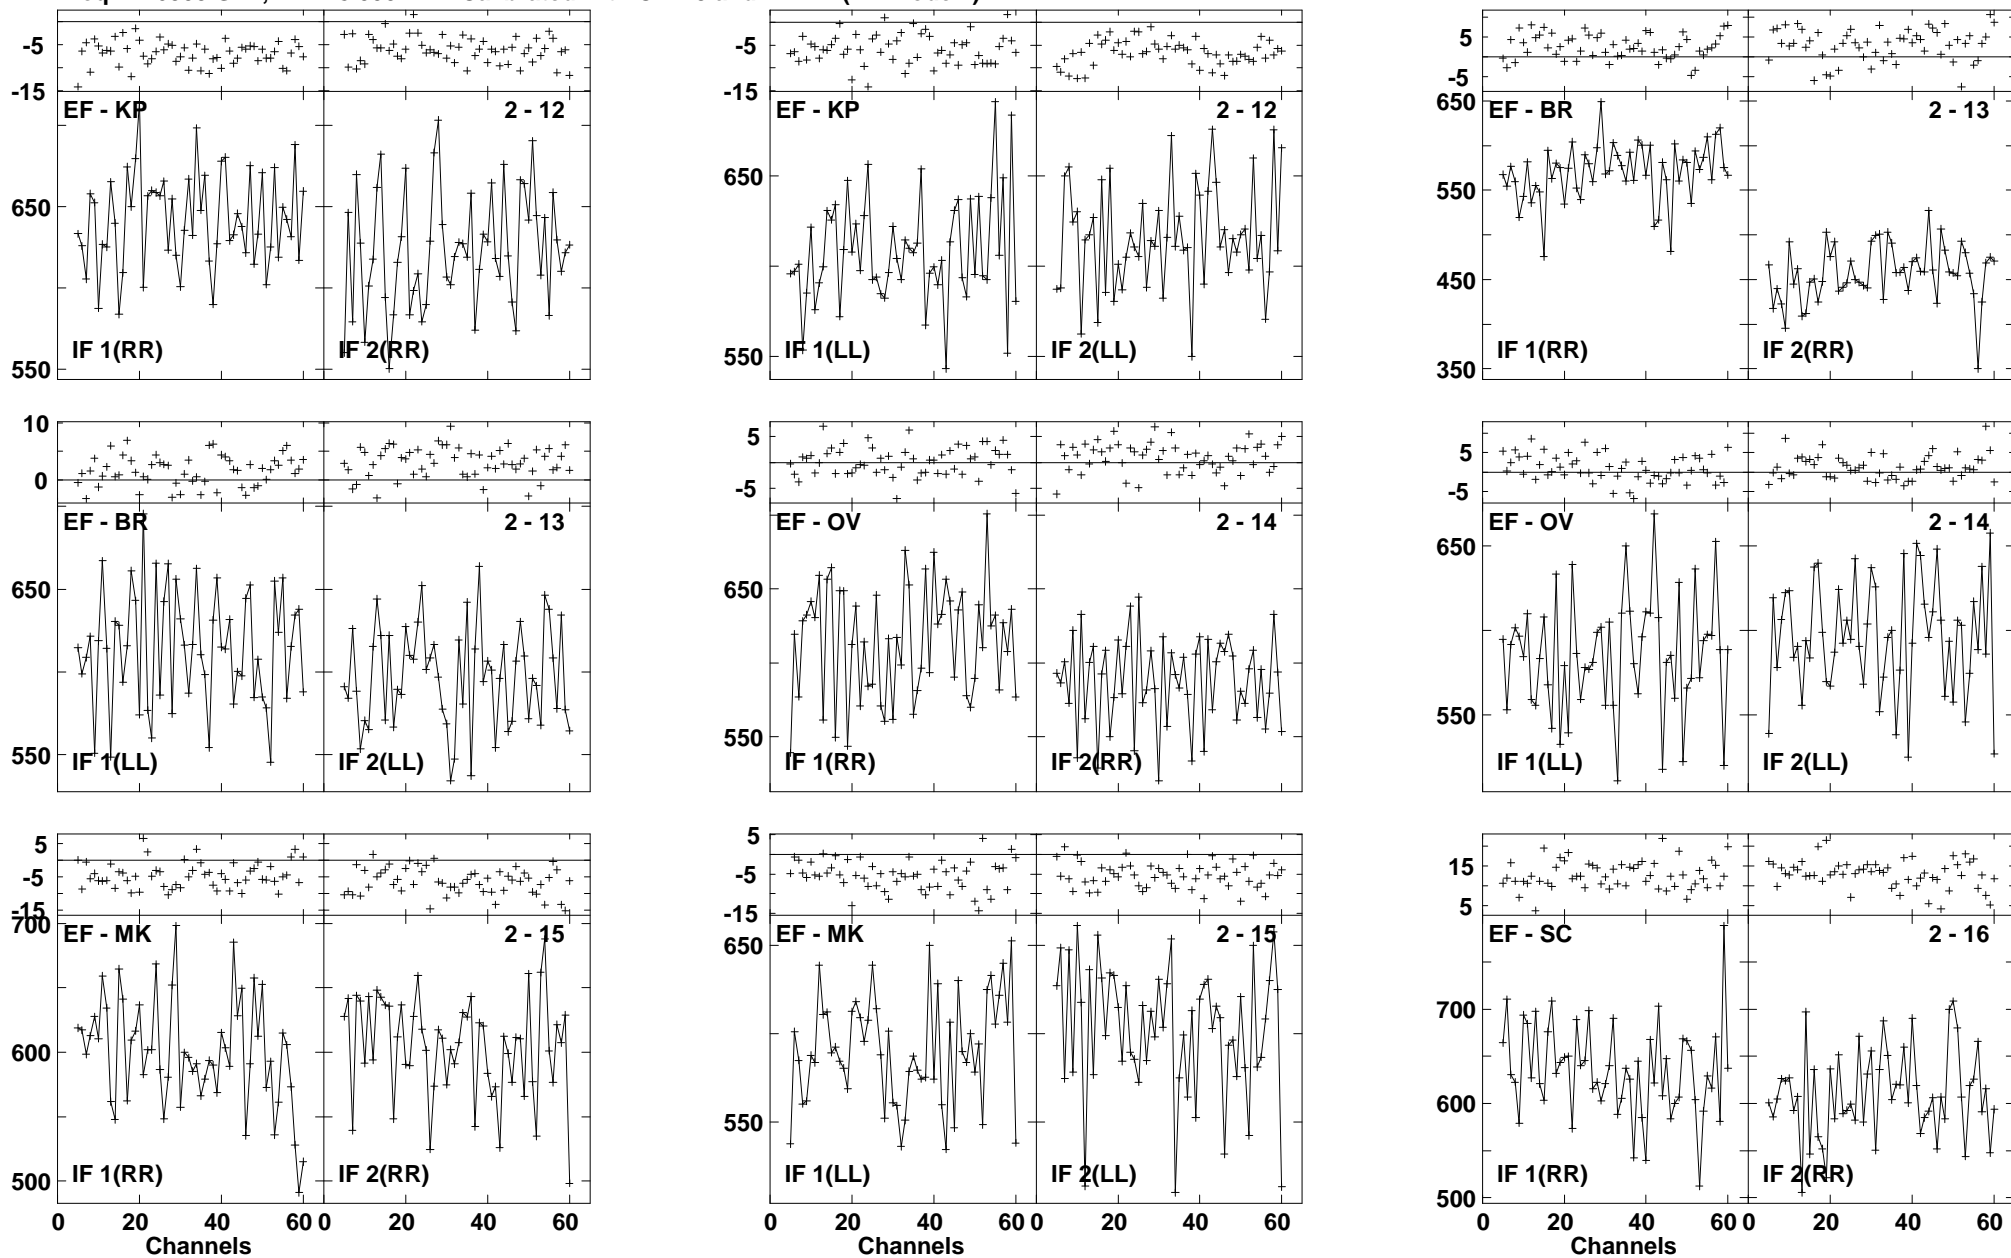 -5
-15
EF - KP
2 - 12
650
550
IF 1(RR)
IF 2(RR)
-5
-15
EF - KP
2 - 12
650
550
IF 1(LL)
IF 2(LL)
5
-5
EF - BR
2 - 13
650
550
450
350
IF 1(RR)
IF 2(RR)
10
0
EF - BR
2 - 13
650
550
IF 1(LL)
IF 2(LL)
5
-5
EF - OV
2 - 14
650
550
IF 1(RR)
IF 2(RR)
5
-5
EF - OV
2 - 14
650
550
IF 1(LL)
IF 2(LL)
5
-5
-15
EF - MK
2 - 15
700
600
500
IF 1(RR)
IF 2(RR)
0 20 40 60 0 20 40 60
Channels
5
-5
-15
EF - MK
2 - 15
650
550
IF 1(LL)
IF 2(LL)
0 20 40 60 0 20 40 60
Channels
15
5
EF - SC
2 - 16
700
600
500
IF 1(RR)
IF 2(RR)
0 20 40 60 0 20 40 60
Channels